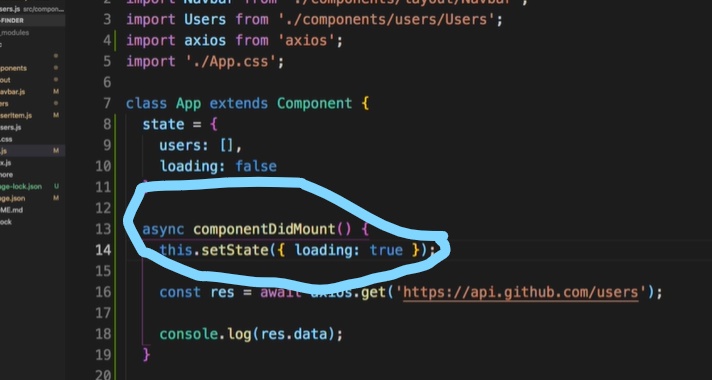 sers.js src/compon...
-FINDER
_modules
ponents
out
avbar.js M
ers
serItem.js M
sers.js
.css
.js M
x.js
nore
age-lock.json U
ge.json M
ME.md
ock
2 import Navbar from './components/layout/Navbar';
3 import Users from './components/users/Users';
4 import axios from 'axios';
5 import './App.css';
6
7 class App extends Component {
8 state = {
9 users: [],
10 loading: false
11
12
13 async componentDidMount() {
14 this.setState({ loading: true });
15
16 const res = await axios.get('https://api.github.com/users');
17
18 console.log(res.data);
19 }
20